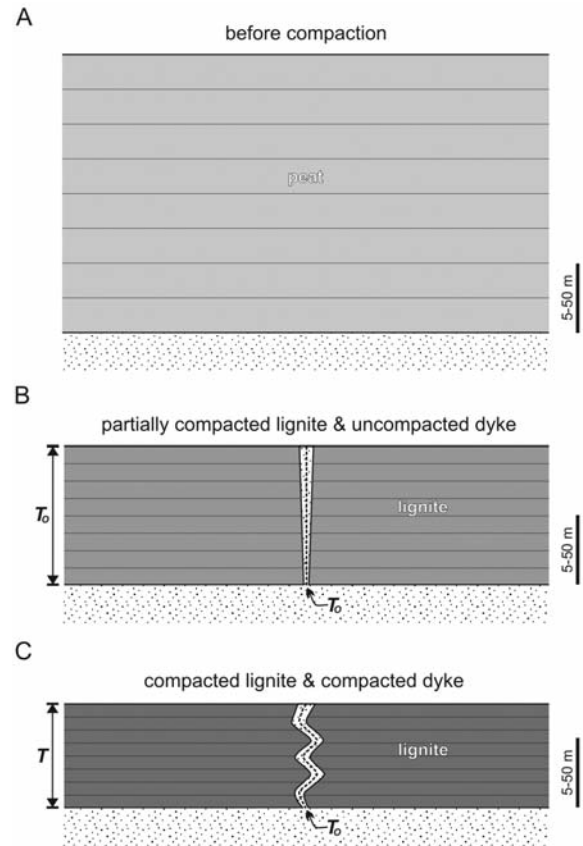 A
before compaction
peat
5-50 m
B
partially compacted lignite & uncompacted dyke
To
lignite
5-50 m
To
C
compacted lignite & compacted dyke
T
lignite
5-50 m
To